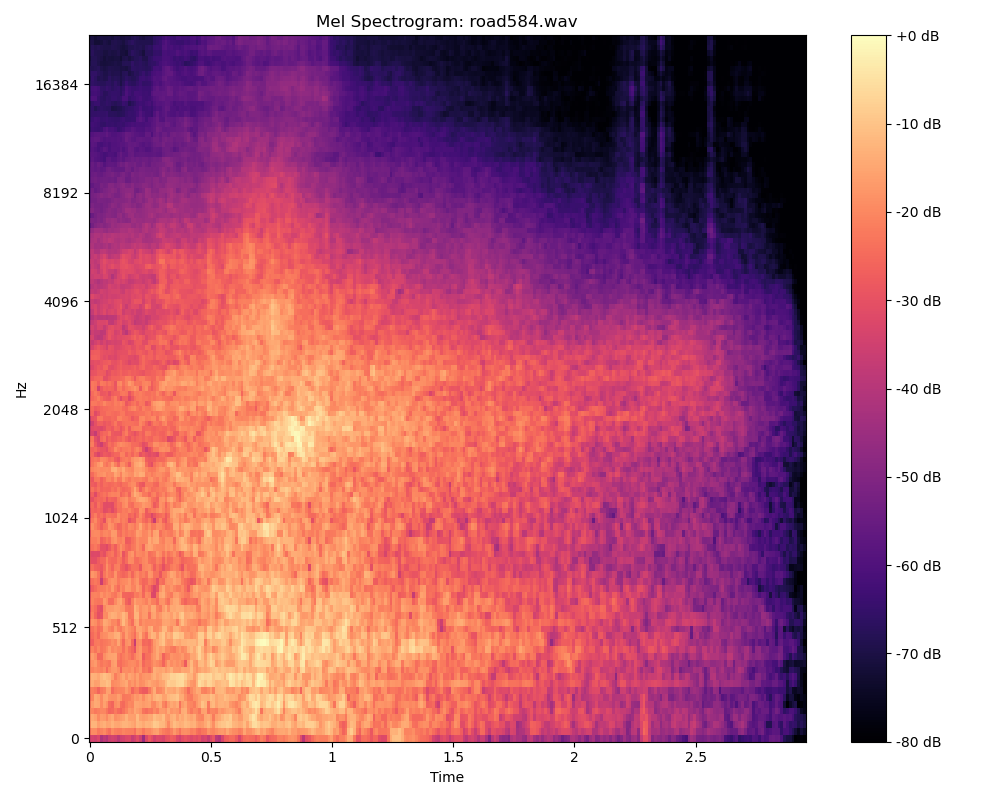 Mel Spectrogram: road584.wav
+0 dB
16384
-10 dB
8192
-20 dB
4096
-30 dB
Hz
-40 dB
2048
-50 dB
1024
-60 dB
512
-70 dB
0
-80 dB
0 0.5 1 1.5 2 2.5
Time